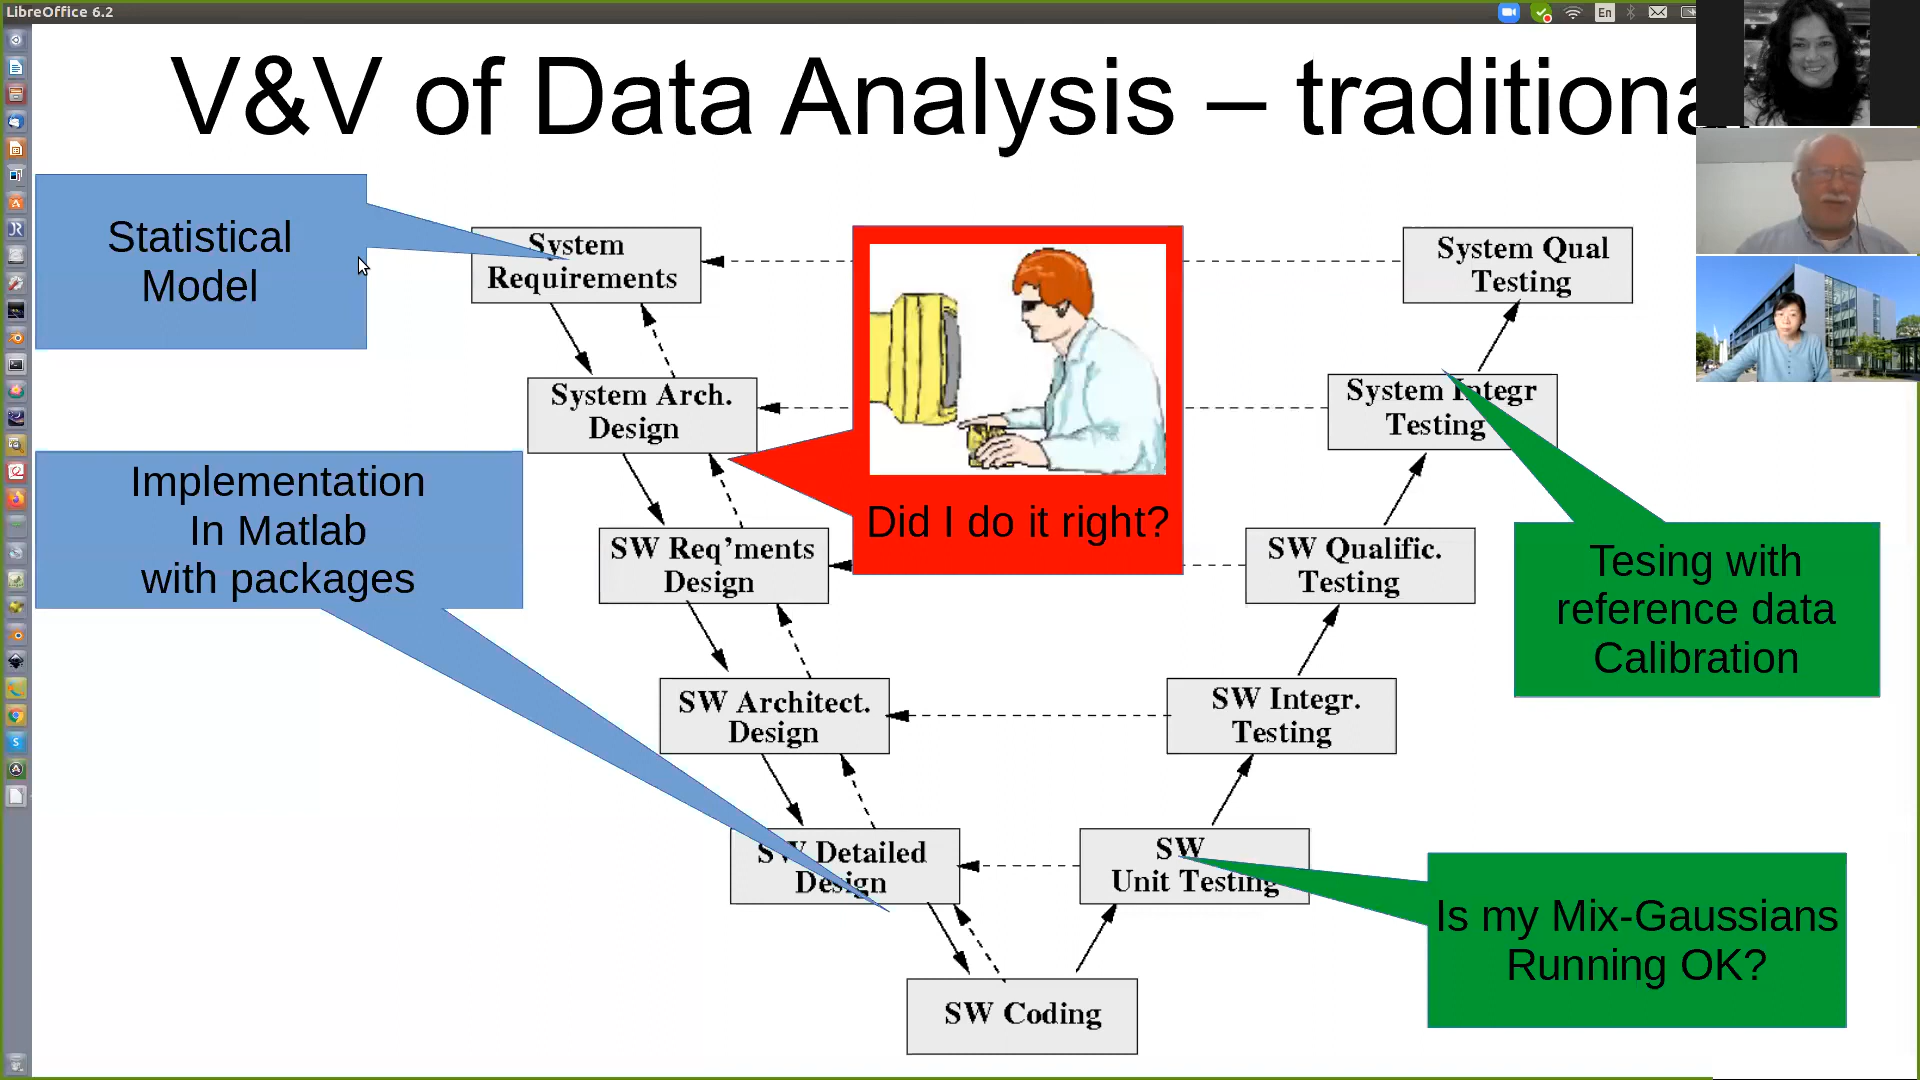 LibreOffice 6.2
En
V&V of Data Analysis – traditiona
Statistical
Model
System
Requirements
System Qual
Testing
System Arch.
Design
System Integr
Testing
Implementation
In Matlab
with packages
Did I do it right?
SW Req'ments
Design
SW Qualific.
Testing
Tesing with
reference data
Calibration
SW Architect.
Design
SW Integr.
Testing
SW Detailed
Design
SW
Unit Testing
Is my Mix-Gaussians
Running OK?
SW Coding